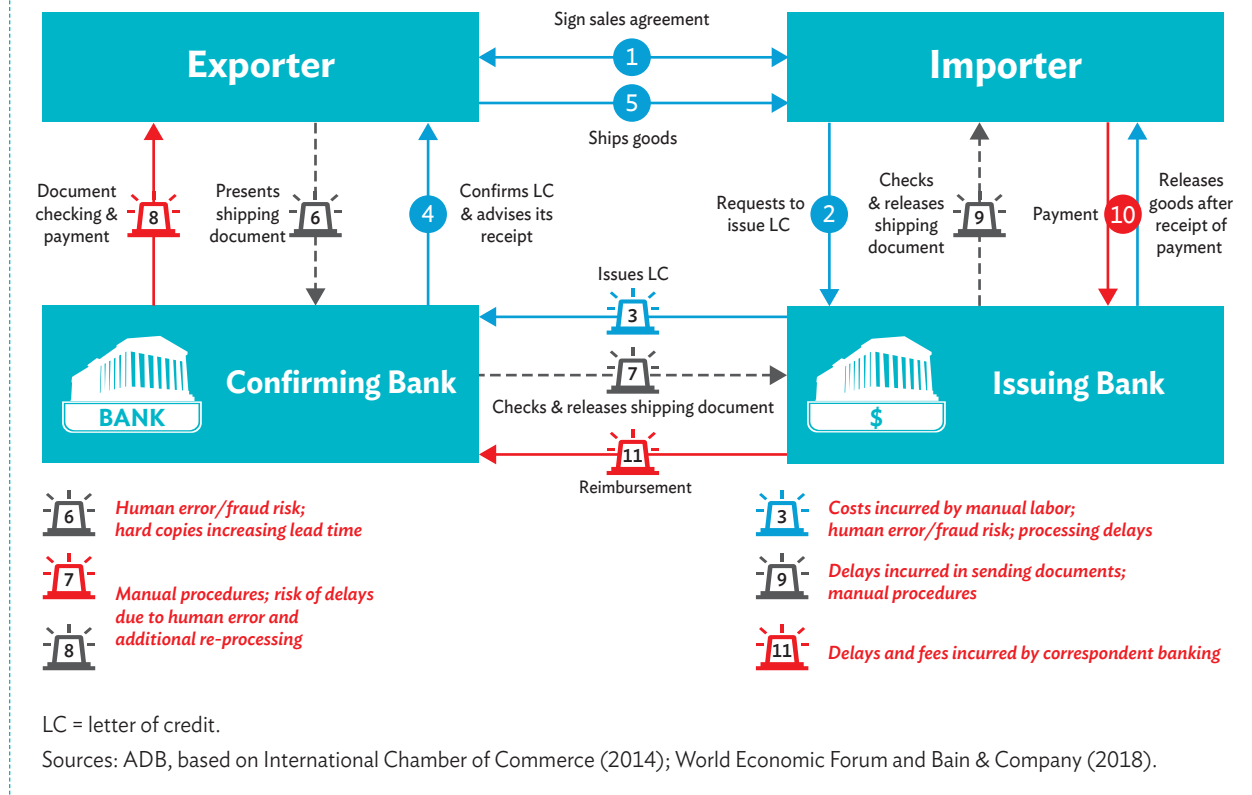 Sign sales agreement
Exporter
1
Importer
5
Ships goods
Document
checking &
payment
8
Presents
shipping
document
6
4
Confirms LC
& advises its
receipt
Requests to
issue LC
2
Checks
& releases
shipping
document
9
Payment
10
Releases
goods after
receipt of
payment
Issues LC
3
BANK
Confirming Bank
7
Checks & releases shipping document
$
Issuing Bank
11
Reimbursement
6
Human error/fraud risk;
hard copies increasing lead time
7
8
Manual procedures; risk of delays
due to human error and
additional re-processing
3
Costs incurred by manual labor;
human error/fraud risk; processing delays
9
Delays incurred in sending documents;
manual procedures
11
Delays and fees incurred by correspondent banking
LC = letter of credit.
Sources: ADB, based on International Chamber of Commerce (2014); World Economic Forum and Bain & Company (2018).